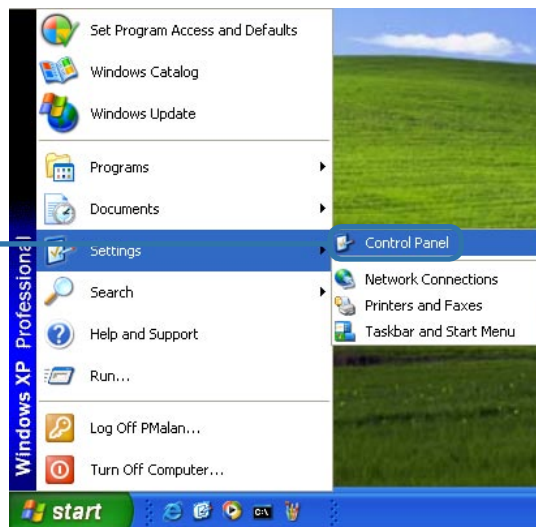 Set Program Access and Defaults
Windows Catalog
Windows Update
Programs
Documents
Settings
Search
Help and Support
Run...
Log Off PMalan...
Turn Off Computer...
Control Panel
Network Connections
Printers and Faxes
Taskbar and Start Menu
Windows XP Professional
start